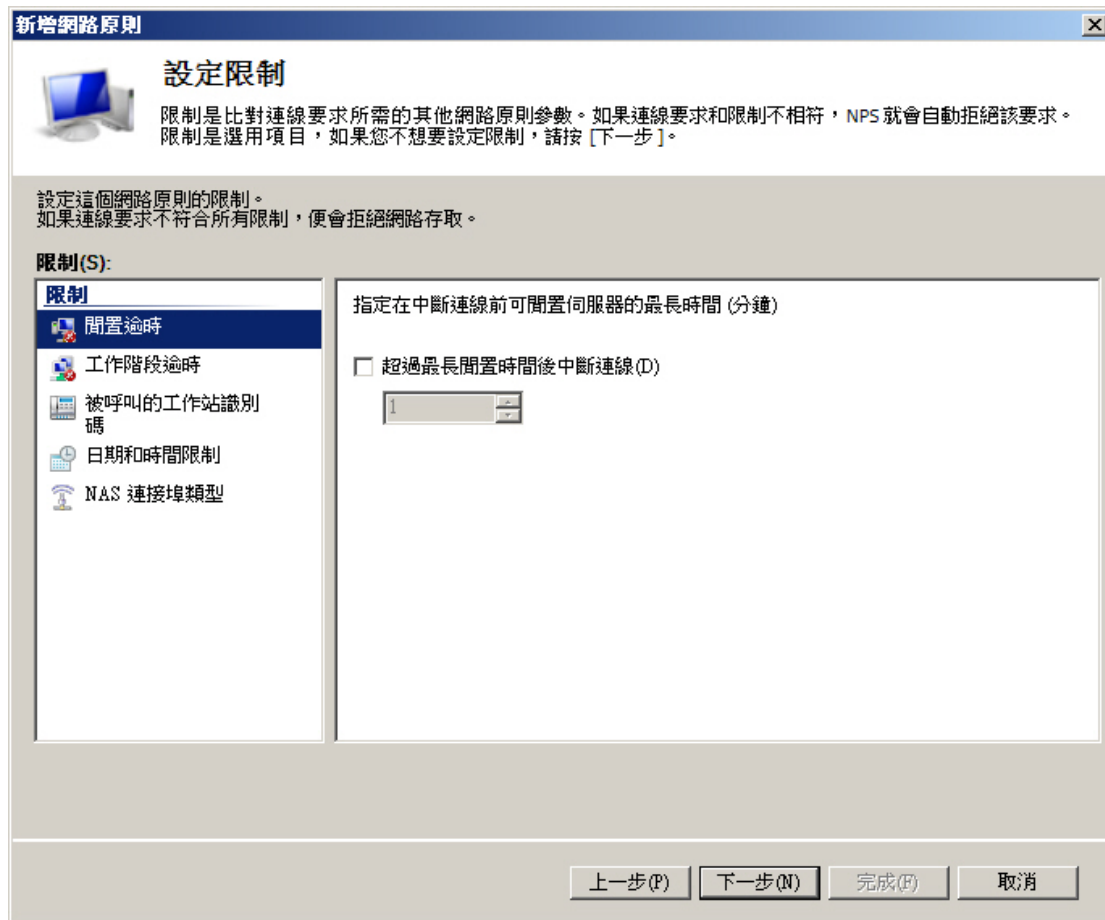 新增網路原則
設定限制
限制是比對連線要求所需的其他網路原則參數。如果連線要求和限制不相符，NPS 就會自動拒絕該要求。
限制是選用項目，如果您不想要設定限制，請按 [下一步]。
設定這個網路原則的限制。
如果連線要求不符合所有限制，便會拒絕網路存取。
限制(S):
限制
閒置逾時
工作階段逾時
被呼叫的工作站識別
碼
日期和時間限制
NAS 連接埠類型
指定在中斷連線前可閒置伺服器的最長時間 (分鐘)
超過最長閒置時間後中斷連線(D)
1
上一步(P)
下一步(N)
完成(F)
取消